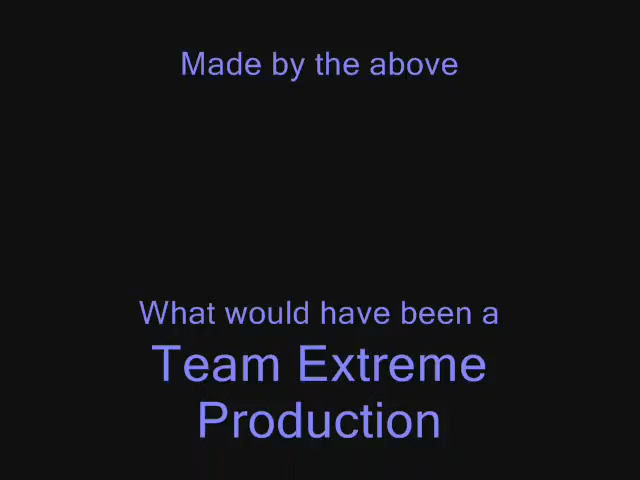 Made by the above
What would have been a
Team Extreme
Production